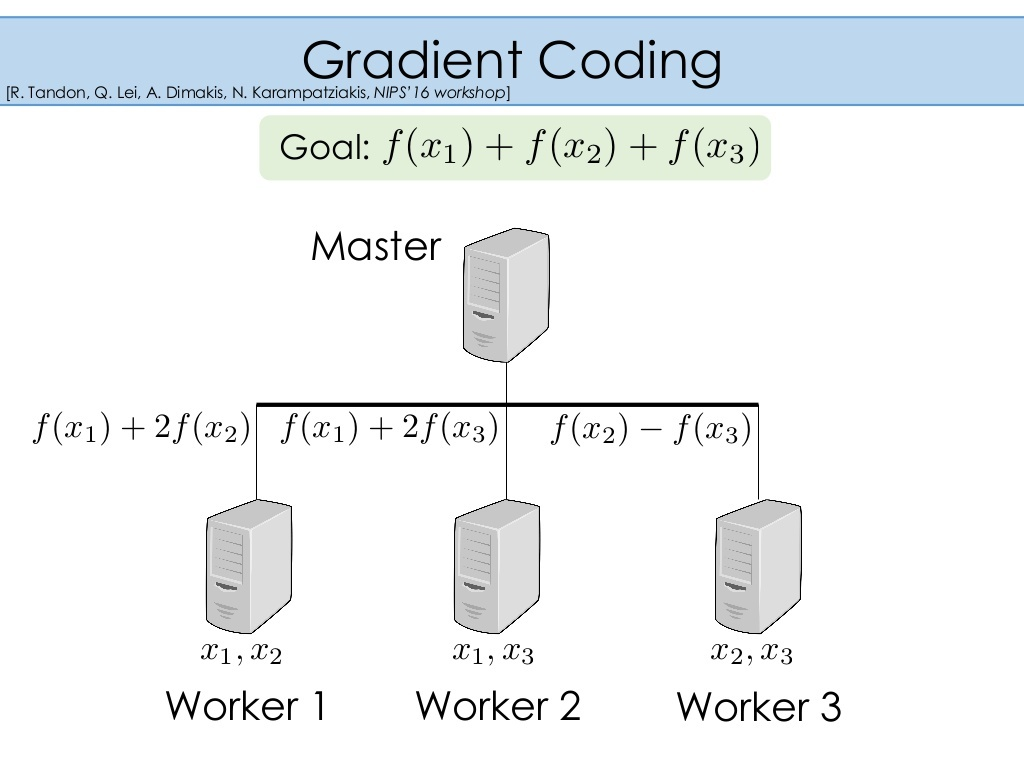 Gradient Coding
[R. Tandon, Q. Lei, A. Dimakis, N. Karampatziakis, NIPS'16 workshop]
Goal: f(x₁) + f(x₂) + f(x₃)
Master
f(x₁) + 2f(x₂) f(x₁) + 2f(x₃) f(x₂) − f(x₃)
x₁, x₂ x₁, x₃ x₂, x₃
Worker 1 Worker 2 Worker 3